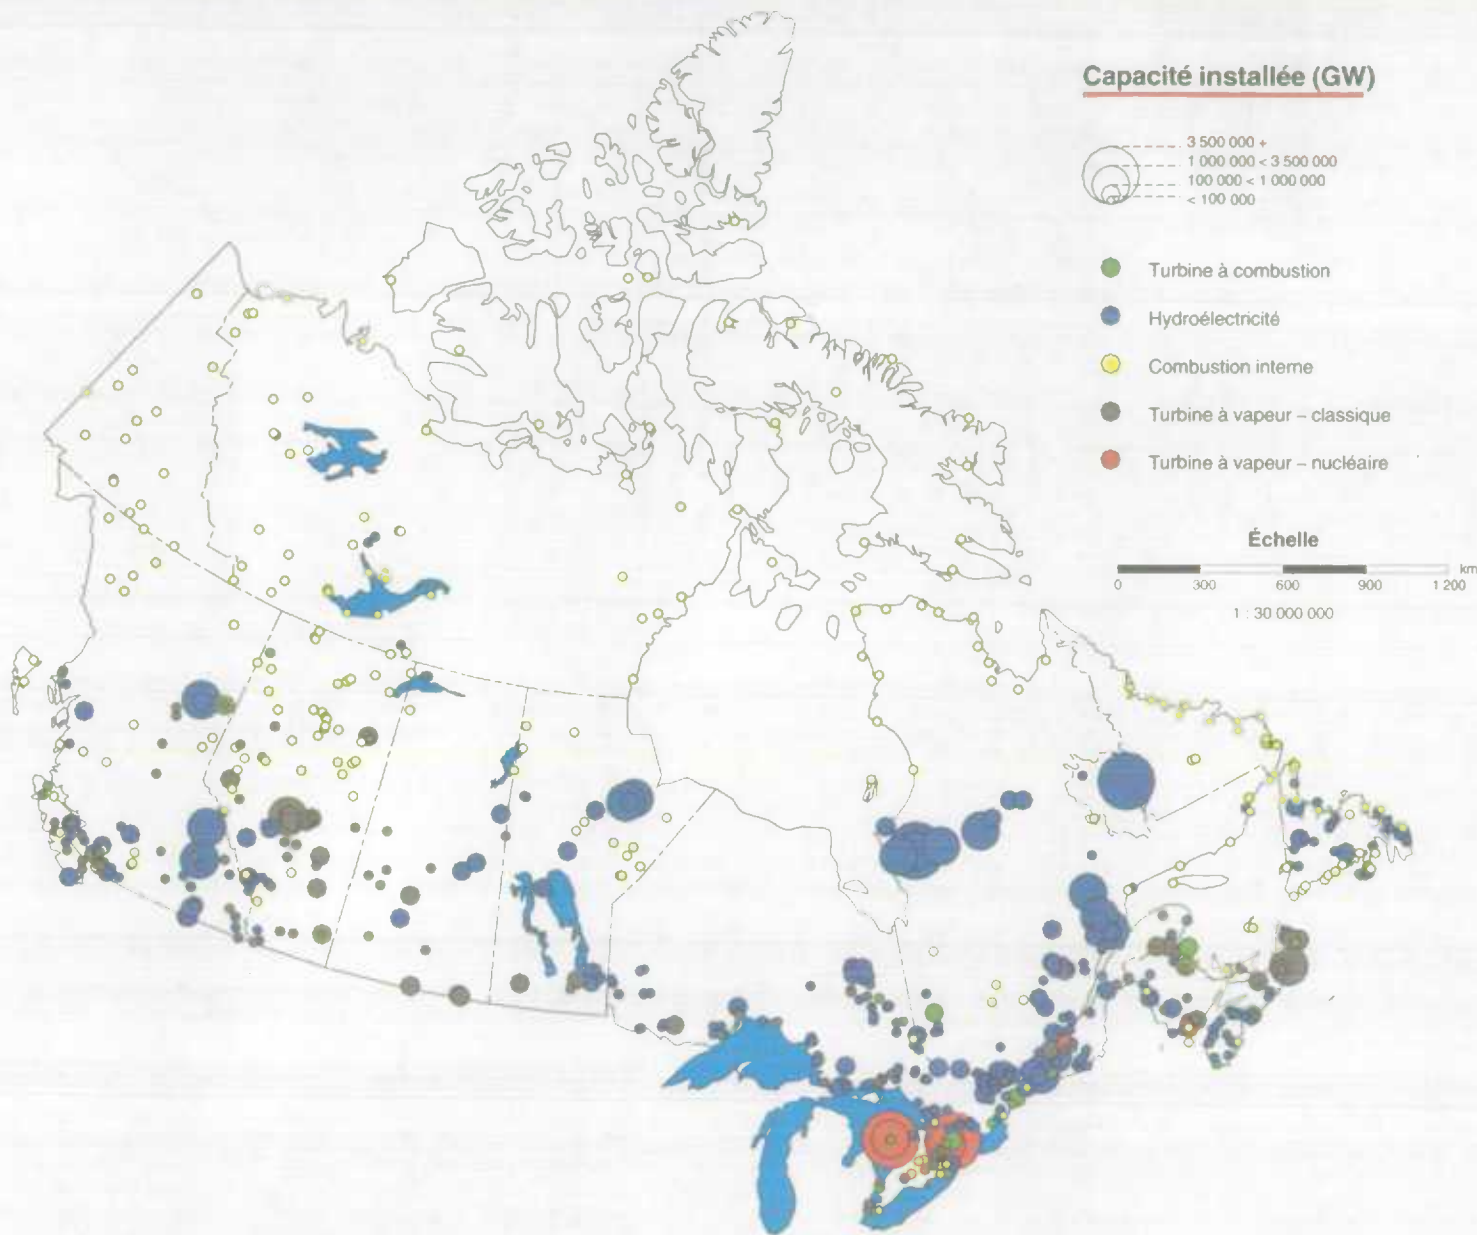 Capacité installée (GW)
3 500 000 +
1 000 000 < 3 500 000
100 000 < 1 000 000
< 100 000
Turbine à combustion
Hydroélectricité
Combustion interne
Turbine à vapeur – classique
Turbine à vapeur – nucléaire
Échelle
km
0 300 600 900 1 200
1 : 30 000 000